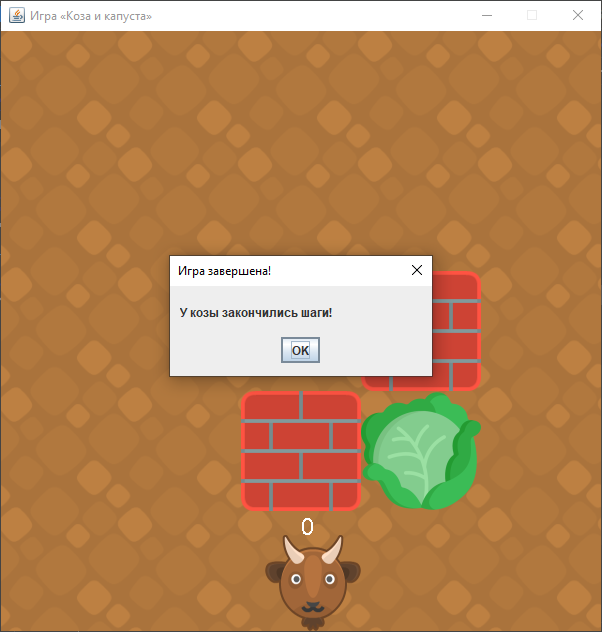 Игра «Коза и капуста»
Игра завершена!
У козы закончились шаги!
OK
0